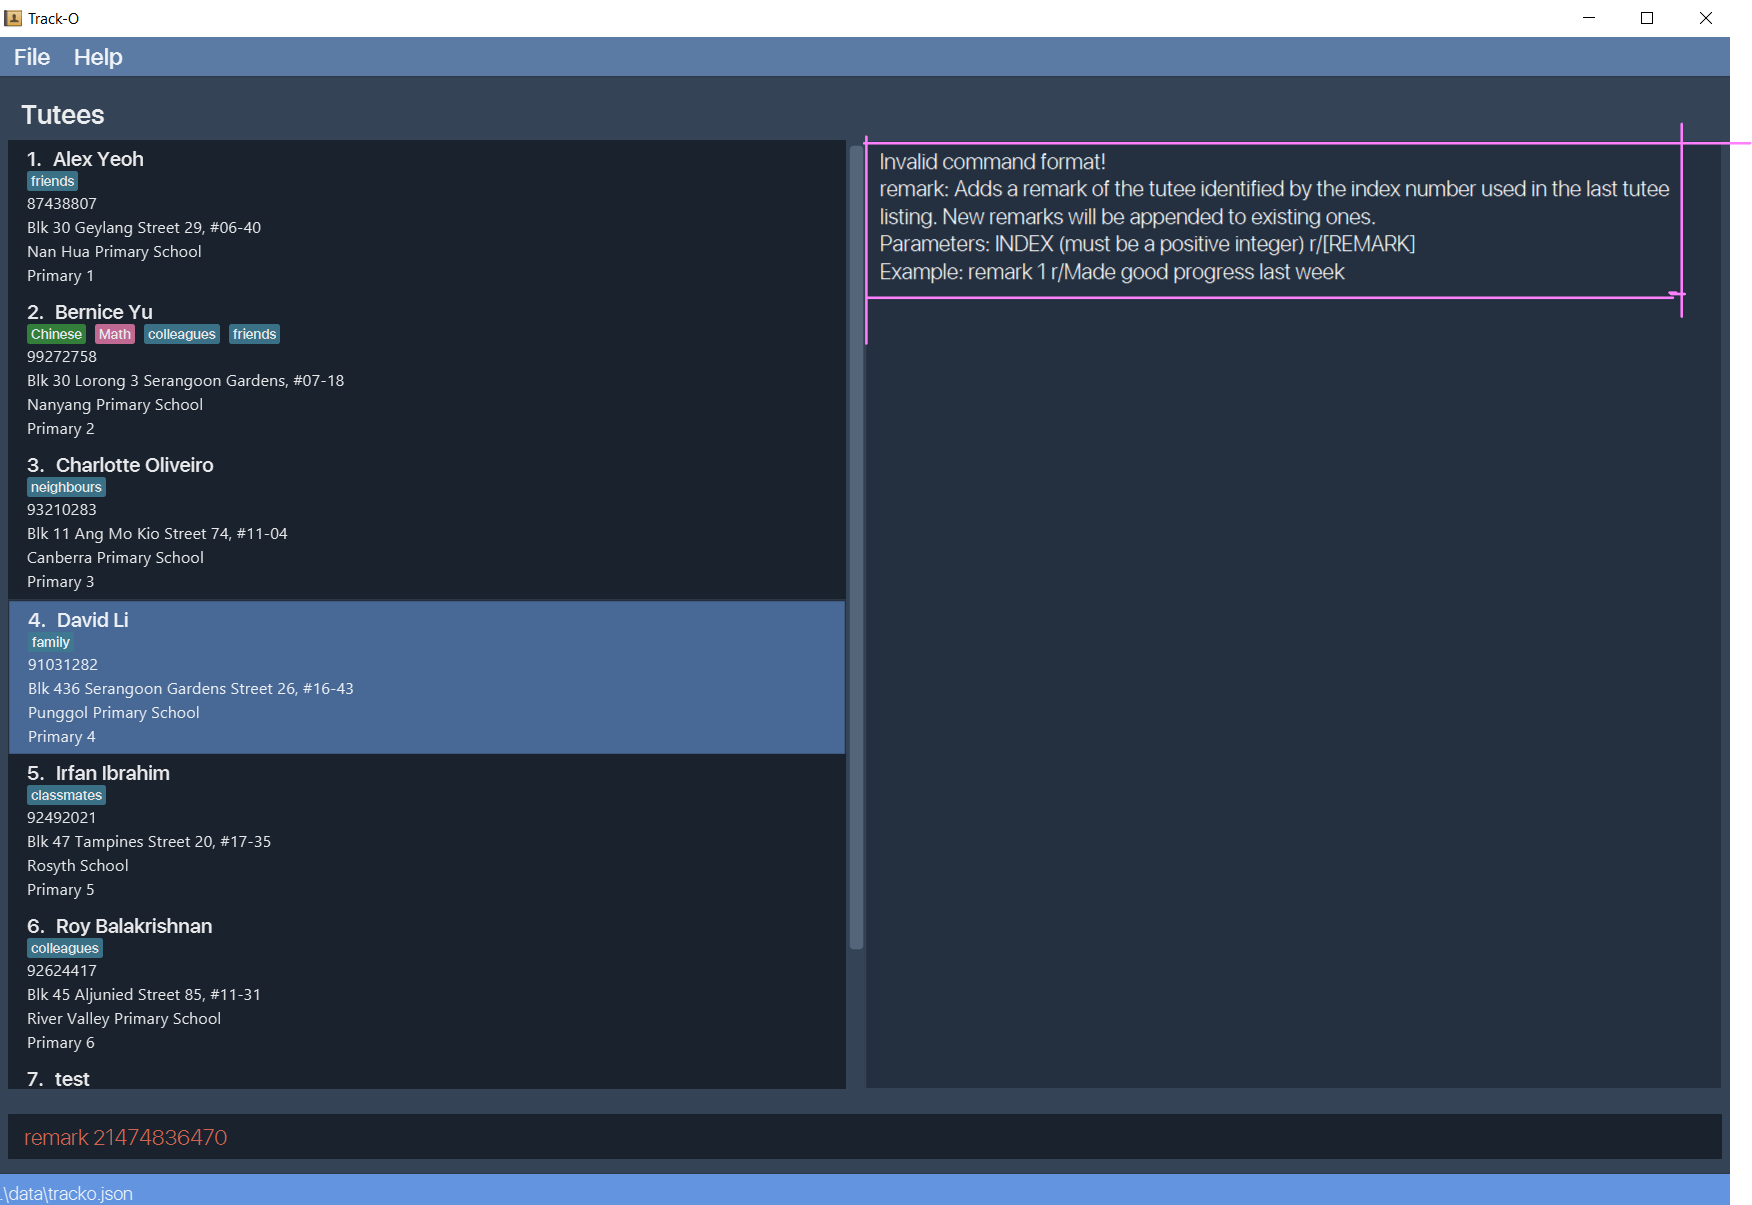 Track-O
File Help
Tutees
1. Alex Yeoh
friends
87438807
Blk 30 Geylang Street 29, #06-40
Nan Hua Primary School
Primary 1
2. Bernice Yu
Chinese Math colleagues friends
99272758
Blk 30 Lorong 3 Serangoon Gardens, #07-18
Nanyang Primary School
Primary 2
3. Charlotte Oliveiro
neighbours
93210283
Blk 11 Ang Mo Kio Street 74, #11-04
Canberra Primary School
Primary 3
4. David Li
family
91031282
Blk 436 Serangoon Gardens Street 26, #16-43
Punggol Primary School
Primary 4
5. Irfan Ibrahim
classmates
92492021
Blk 47 Tampines Street 20, #17-35
Rosyth School
Primary 5
6. Roy Balakrishnan
colleagues
92624417
Blk 45 Aljunied Street 85, #11-31
River Valley Primary School
Primary 6
7. test
Invalid command format!
remark: Adds a remark of the tutee identified by the index number used in the last tutee
listing. New remarks will be appended to existing ones.
Parameters: INDEX (must be a positive integer) r/[REMARK]
Example: remark 1 r/Made good progress last week
remark 21474836470
.\data\tracko.json